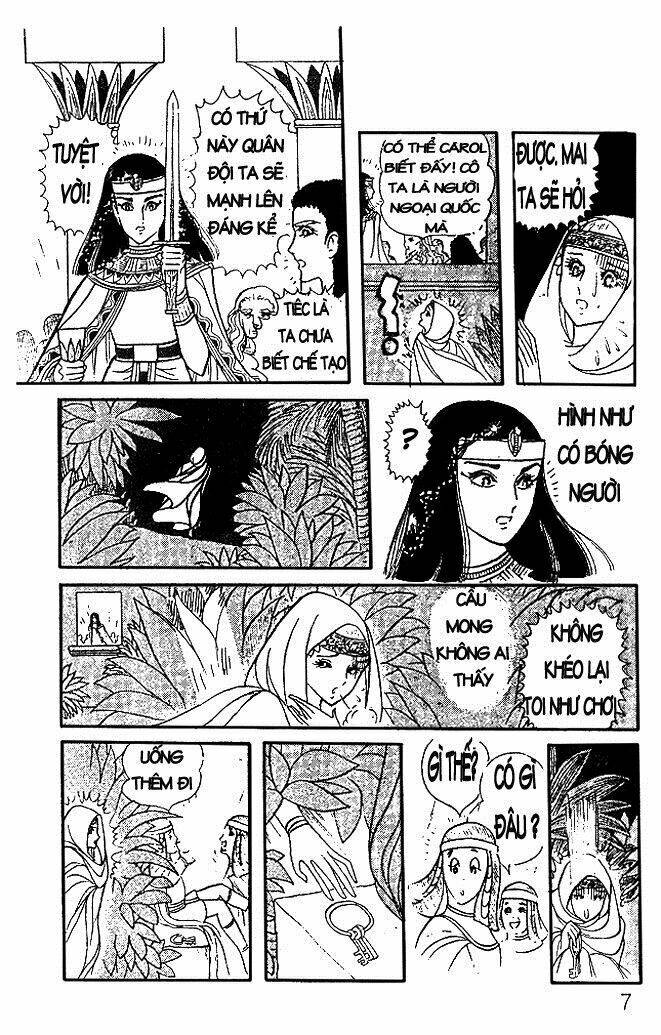 TUYỆT
VỜI!
CÓ THỨ
NÀY QUÂN
ĐỘI TA SẼ
MẠNH LÊN
ĐÁNG KỂ
TIẾC LÀ
TA CHƯA
BIẾT CHẾ TẠO
CÓ THỂ CAROL
BIẾT ĐẤY! CÔ
TA LÀ NGƯỜI
NGOẠI QUỐC
MÀ
ĐƯỢC, MAI
TA SẼ HỎI
!
?
HÌNH NHƯ
CÓ BÓNG
NGƯỜI
CẦU
MONG
KHÔNG AI
THẤY
KHÔNG
KHÉO LẠI
TOI NHƯ CHƠI.
UỐNG
THÊM ĐI
GÌ THẾ?
CÓ GÌ
ĐÂU?
7